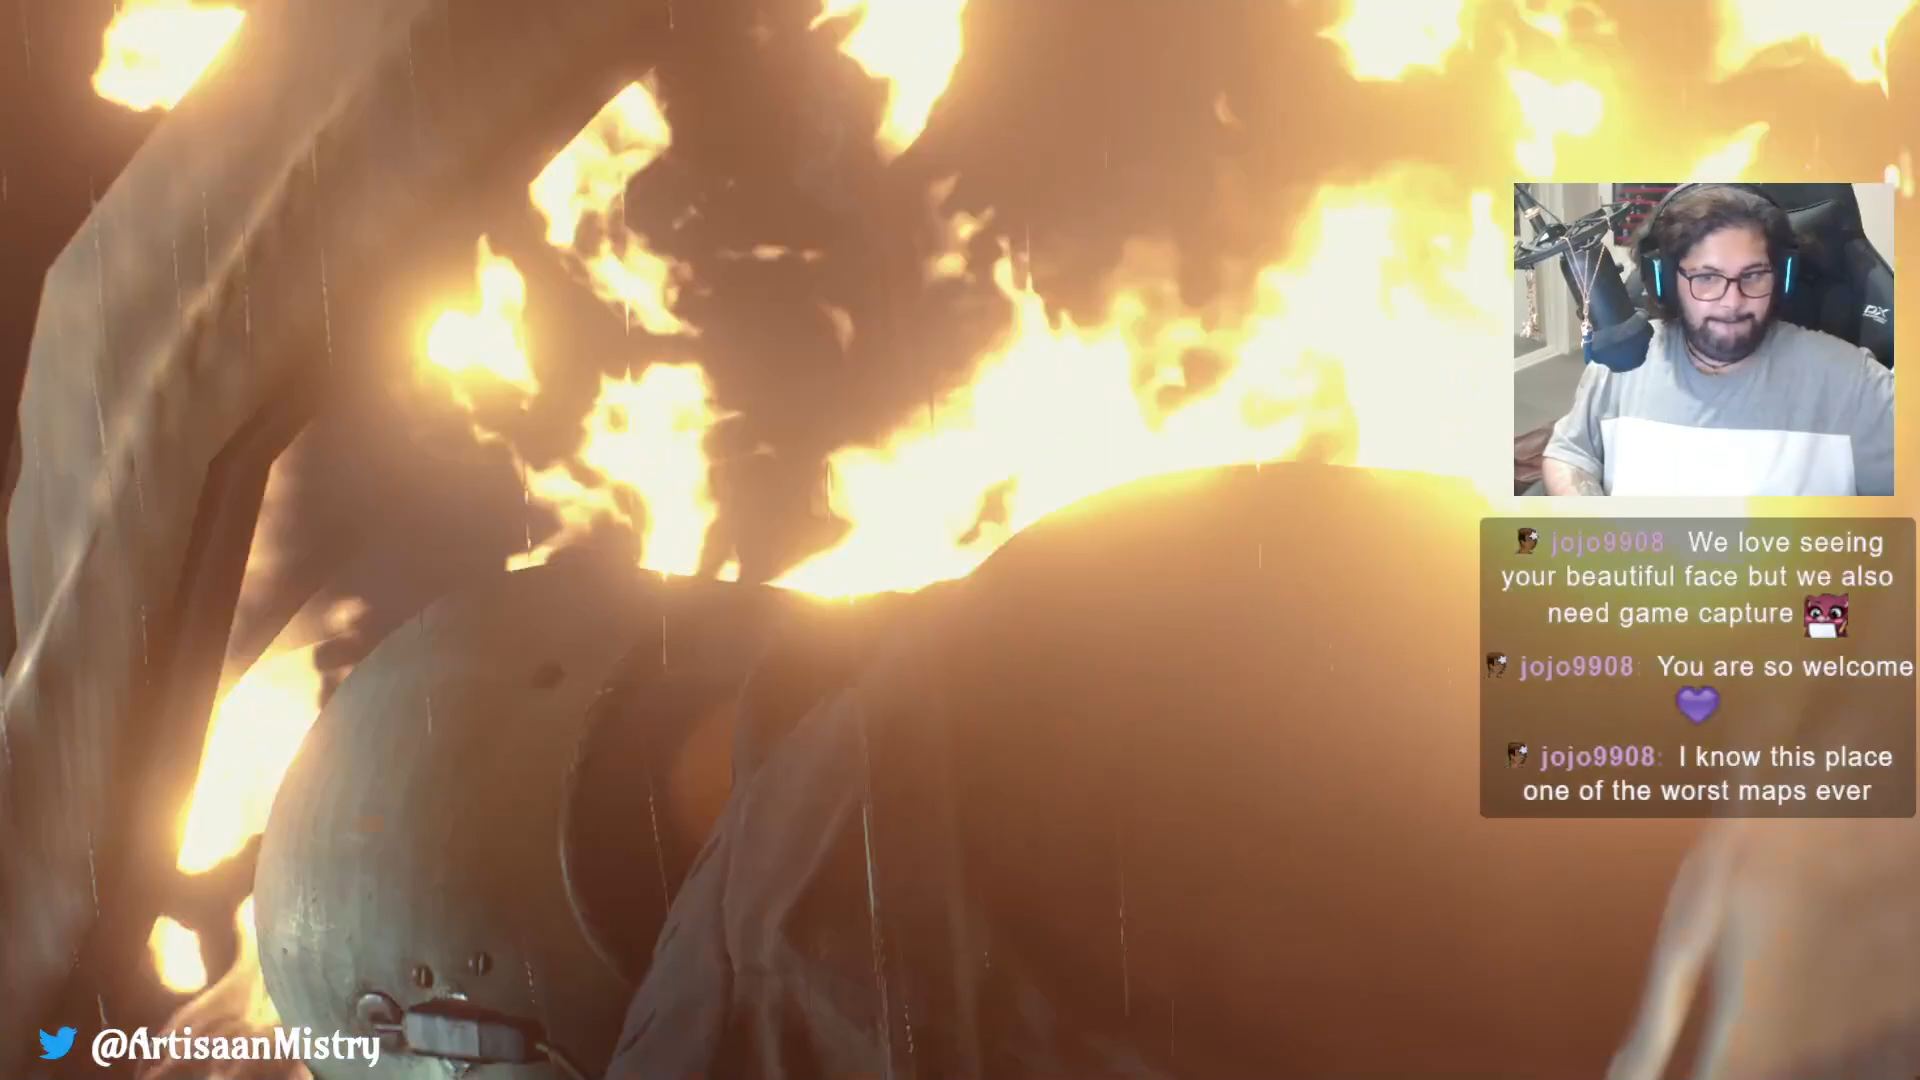 jojo9908: We love seeing
your beautiful face but we also
need game capture
jojo9908: You are so welcome
jojo9908: I know this place
one of the worst maps ever
@ArtisaanMistry